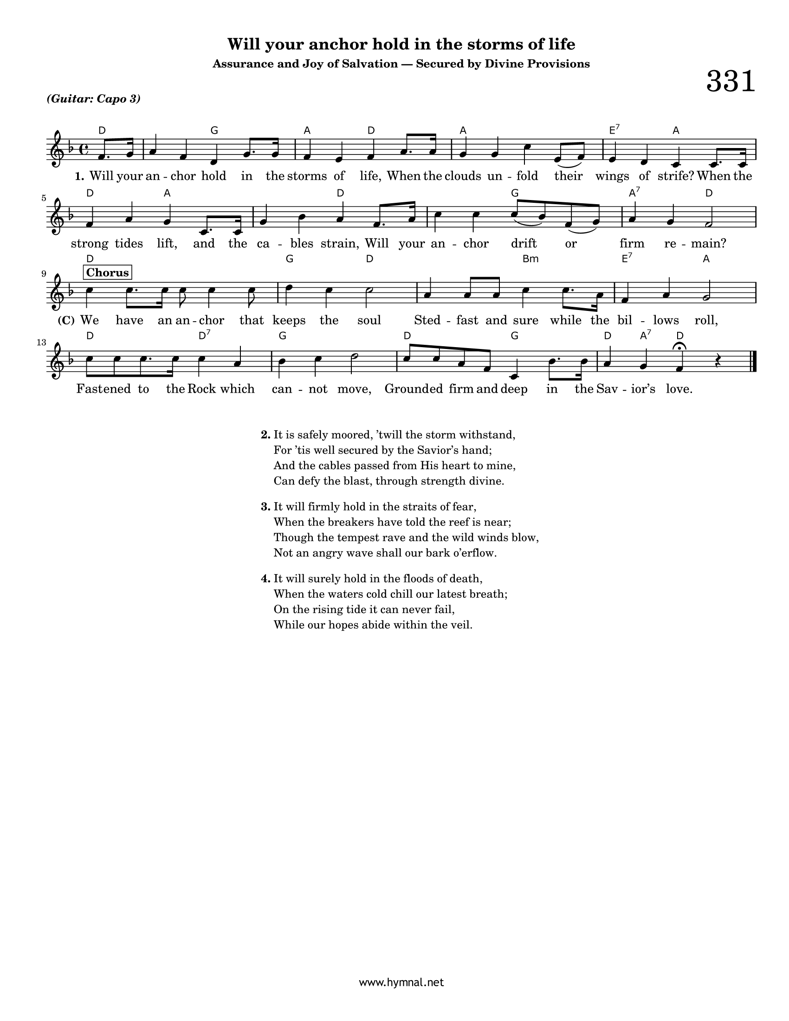 Will your anchor hold in the storms of life
Assurance and Joy of Salvation — Secured by Divine Provisions
331
(Guitar: Capo 3)
D G A D A E7 A
1. Will your an - chor hold in the storms of life, When the clouds un - fold their wings of strife? When the
5
D A D G A7 D
strong tides lift, and the ca - bles strain, Will your an - chor drift or firm re - main?
D G D Bm E7 A
9
Chorus
(C) We have an an - chor that keeps the soul Sted - fast and sure while the bil - lows roll,
13
D D7 G D G D A7 D
Fastened to the Rock which can - not move, Grounded firm and deep in the Sav - ior's love.
2. It is safely moored, ’twill the storm withstand,
For ’tis well secured by the Savior’s hand;
And the cables passed from His heart to mine,
Can defy the blast, through strength divine.
3. It will firmly hold in the straits of fear,
When the breakers have told the reef is near;
Though the tempest rave and the wild winds blow,
Not an angry wave shall our bark o’erflow.
4. It will surely hold in the floods of death,
When the waters cold chill our latest breath;
On the rising tide it can never fail,
While our hopes abide within the veil.
www.hymnal.net